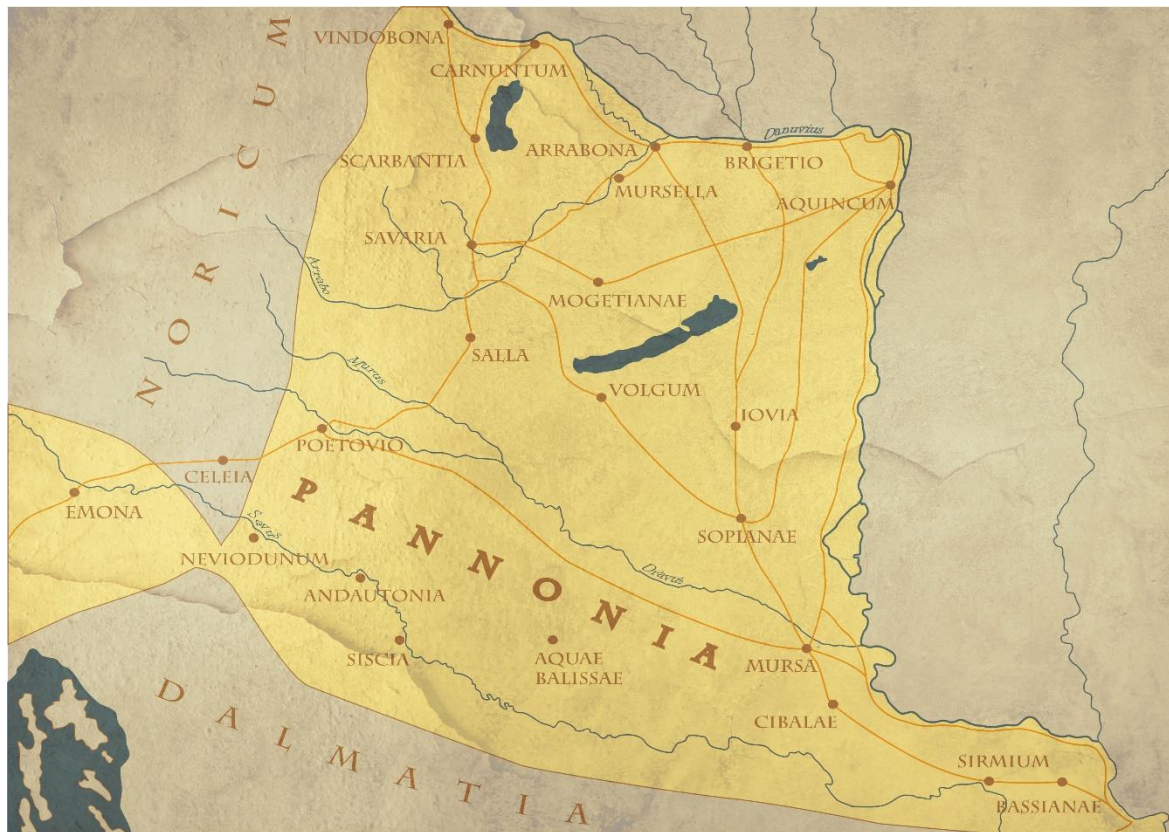 VINDOBONA
CARNUNTUM
NORICUM
Danuvius
SCARBANTIA
ARRABONA
BRIGETIO
MURSELLA
AQUINCUM
SAVARIA
Arrabo
MOGETIANAE
SALLA
Murus
VOLGUM
IOVIA
POETOVIO
CELEIA
EMONA
PANNONIA
Savus
SOPIANAE
NEVIODUNUM
Dravus
ANDAUTONIA
SISCIA
AQUAE
BALISSAE
MURSA
DALMATIA
CIBALAE
SIRMIUM
BASSIANAE